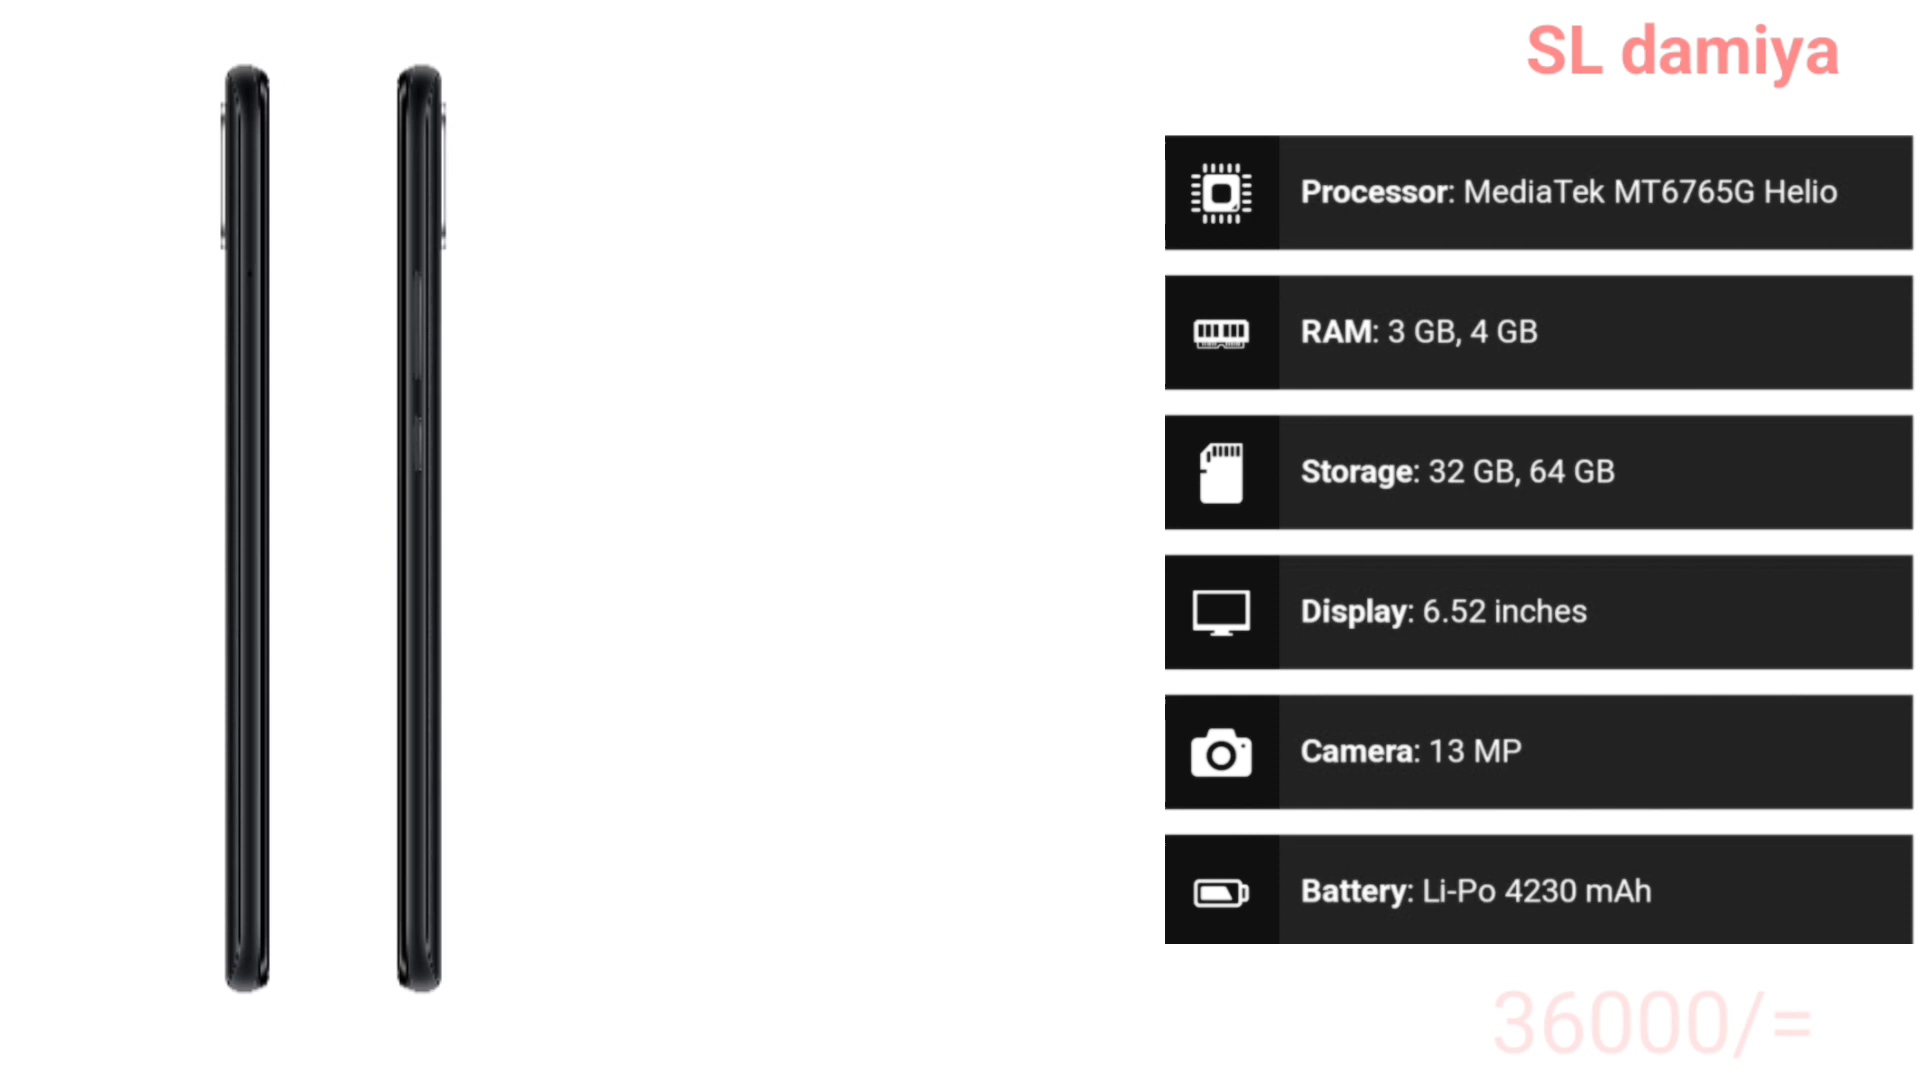 SL damiya
Processor: MediaTek MT6765G Helio
RAM: 3 GB, 4 GB
Storage: 32 GB, 64 GB
Display: 6.52 inches
Camera: 13 MP
Battery: Li-Po 4230 mAh
36000/=